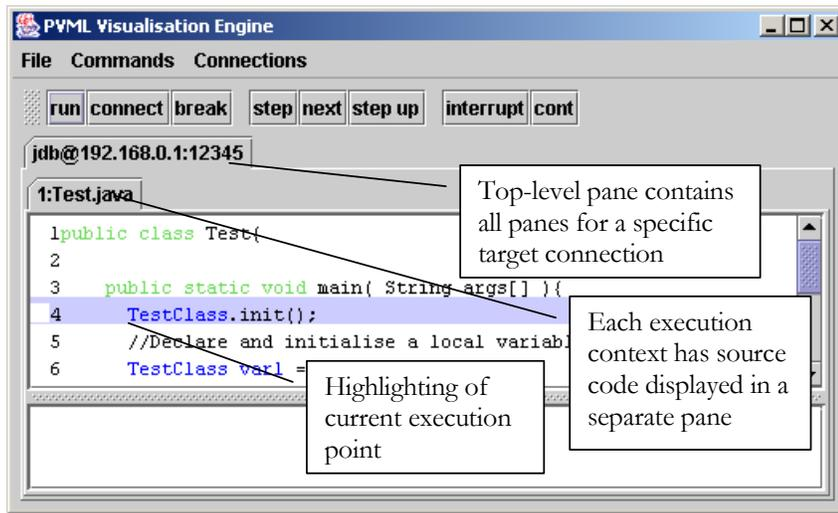 PVML Visualisation Engine
File Commands Connections
run connect break step next step up interrupt cont
jdb@192.168.0.1:12345
1:Test.java
1public class Test{
2
3 public static void main( String args[] ){
4 TestClass.init();
5 //Declare and initialise a local
6 TestClass var1 =
Top-level pane contains
all panes for a specific
target connection
Each execution
context has source
code displayed in a
separate pane
Highlighting of
current execution
point